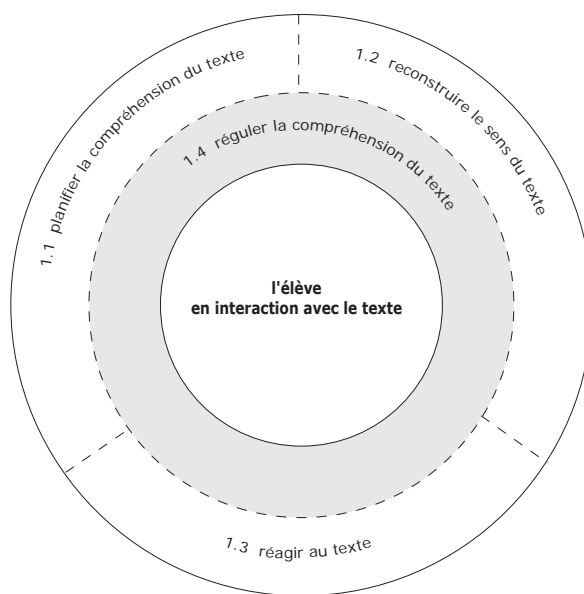 1.1 planifier la compréhension du texte
1.2 reconstruire le sens du texte
1.4 réguler la compréhension du texte
l'élève
en interaction avec le texte
1.3 réagir au texte